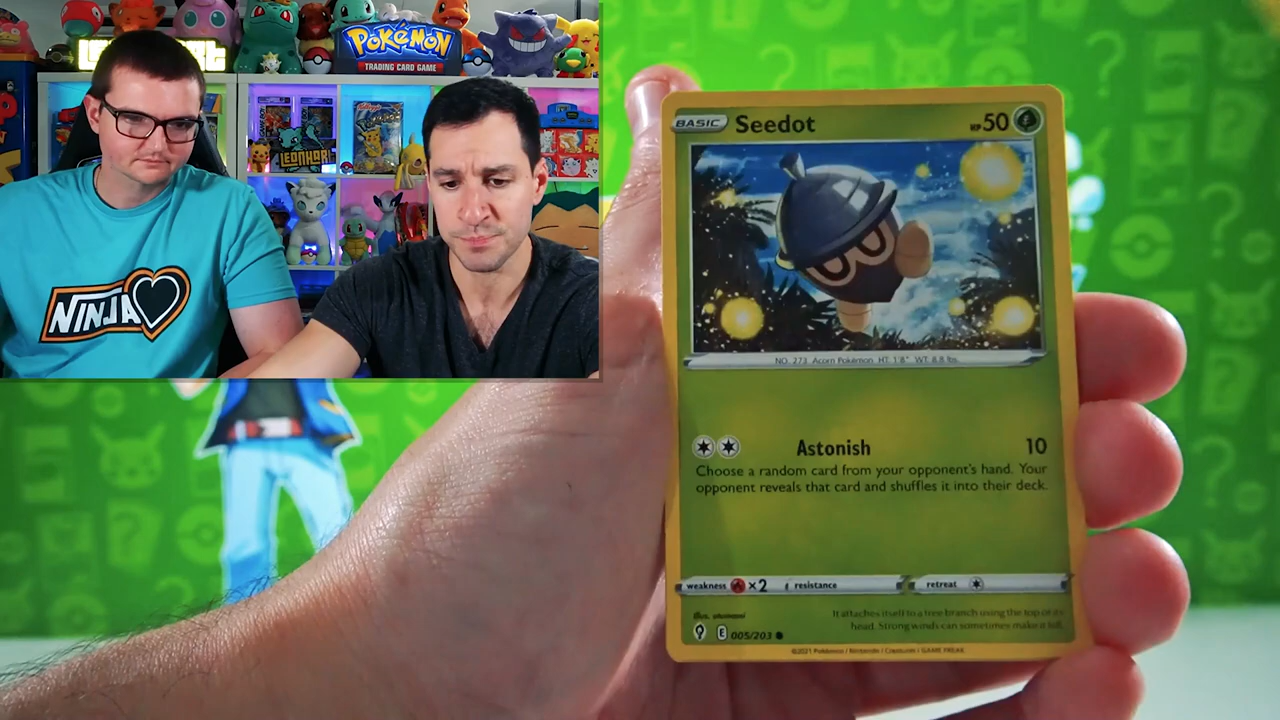 Pokémon
TRADING CARD GAME
LEONHART
NINJA
BASIC Seedot HP 50
NO. 273 Acorn Pokémon HT: 1'8" WT: 8.8 lbs.
Astonish 10
Choose a random card from your opponent's hand. Your
opponent reveals that card and shuffles it into their deck.
weakness ×2 resistance retreat
It attaches itself to a tree branch using the top of its
head. Strong winds can sometimes make it fall.
E 005/203
©2021 Pokémon / Nintendo / Creatures / GAME FREAK